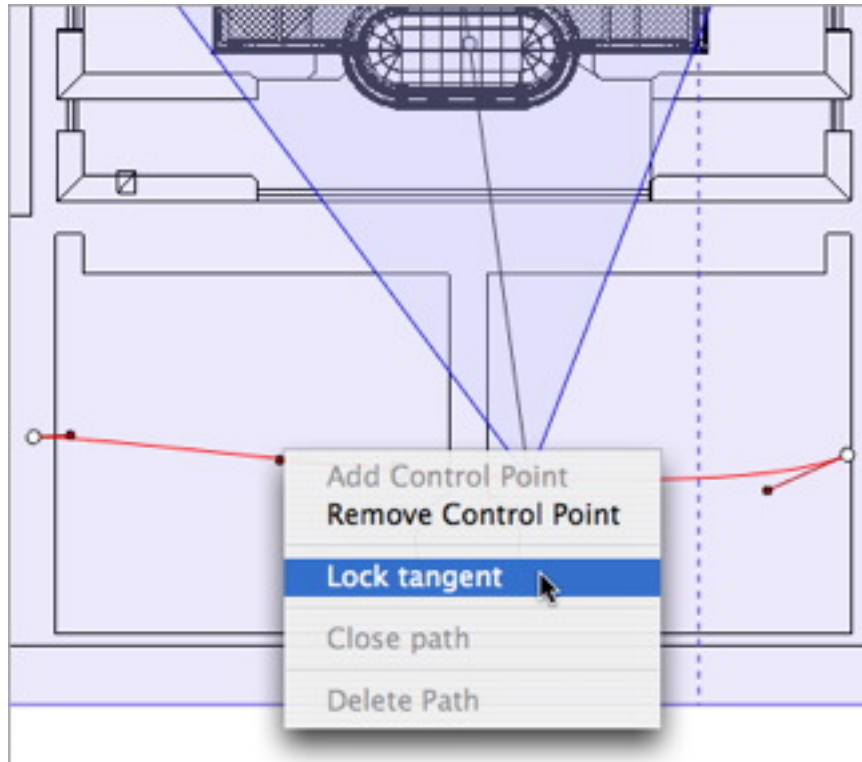 Add Control Point
Remove Control Point
Lock tangent
Close path
Delete Path